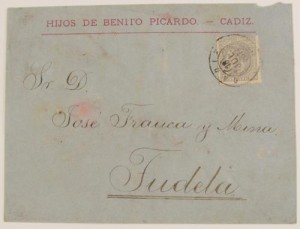 HIJOS DE BENITO PICARDO. — CADIZ.
Sr. D.
José Franca y Mena.
Tudela